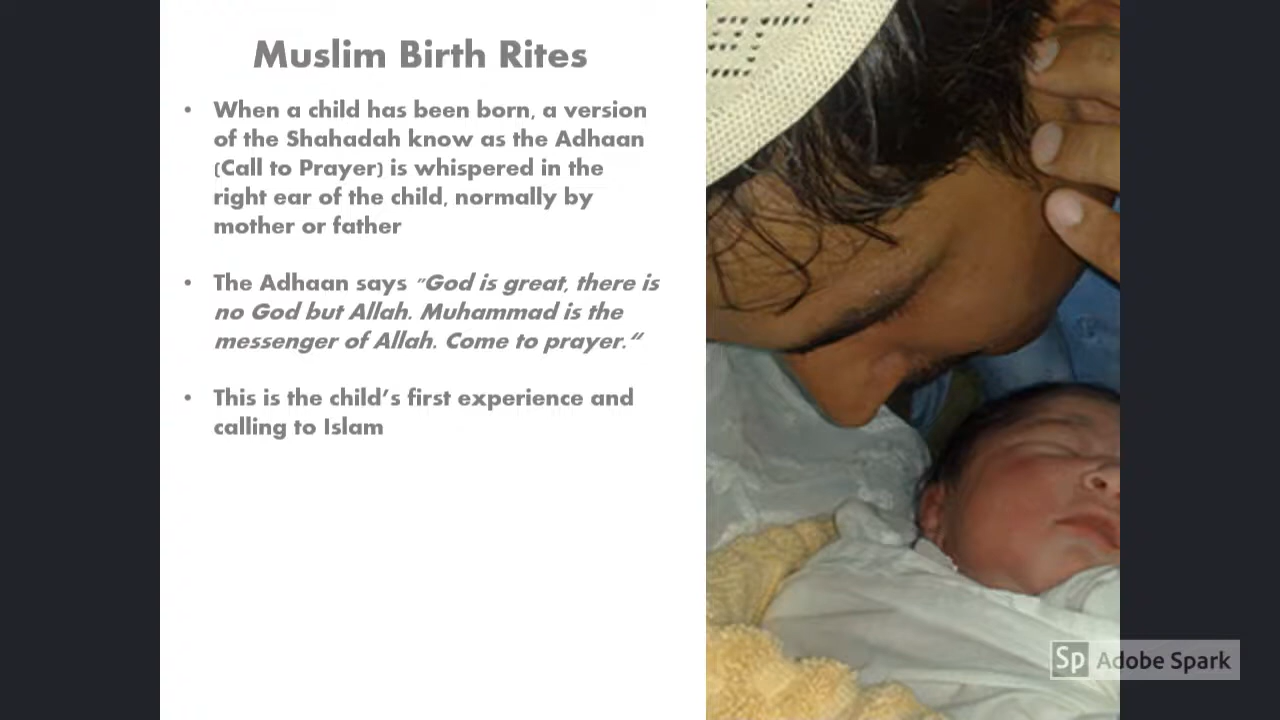 Muslim Birth Rites
• When a child has been born, a version
of the Shahadah know as the Adhaan
(Call to Prayer) is whispered in the
right ear of the child, normally by
mother or father
• The Adhaan says “God is great, there is
no God but Allah. Muhammad is the
messenger of Allah. Come to prayer.“
• This is the child’s first experience and
calling to Islam
Sp Adobe Spark